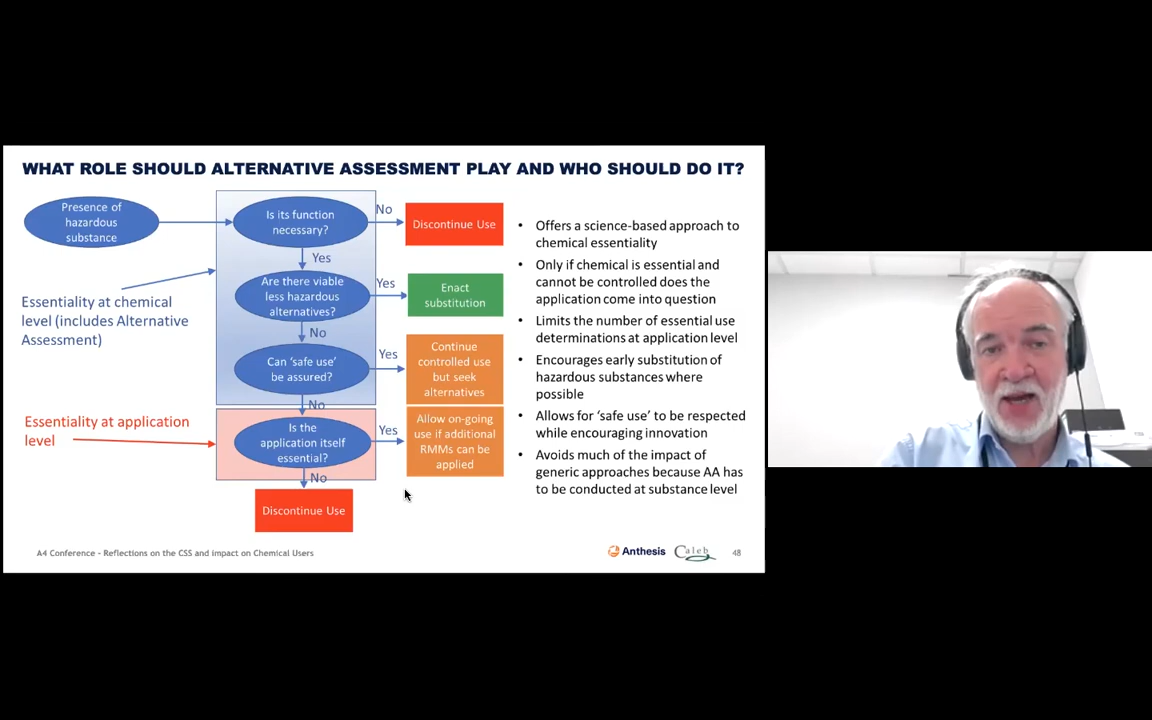 WHAT ROLE SHOULD ALTERNATIVE ASSESSMENT PLAY AND WHO SHOULD DO IT?
Presence of
hazardous
substance
Is its function
necessary?
No
Discontinue Use
Yes
Essentiality at chemical
level (includes Alternative
Assessment)
Are there viable
less hazardous
alternatives?
Yes
Enact
substitution
No
Can ‘safe use’
be assured?
Yes
Continue
controlled use
but seek
alternatives
No
Essentiality at application
level
Is the
application itself
essential?
Yes
Allow on-going
use if additional
RMMs can be
applied
No
Discontinue Use
• Offers a science-based approach to
chemical essentiality
• Only if chemical is essential and
cannot be controlled does the
application come into question
• Limits the number of essential use
determinations at application level
• Encourages early substitution of
hazardous substances where
possible
• Allows for ‘safe use’ to be respected
while encouraging innovation
• Avoids much of the impact of
generic approaches because AA has
to be conducted at substance level
A4 Conference - Reflections on the CSS and impact on Chemical Users
Anthesis
Caleb
48